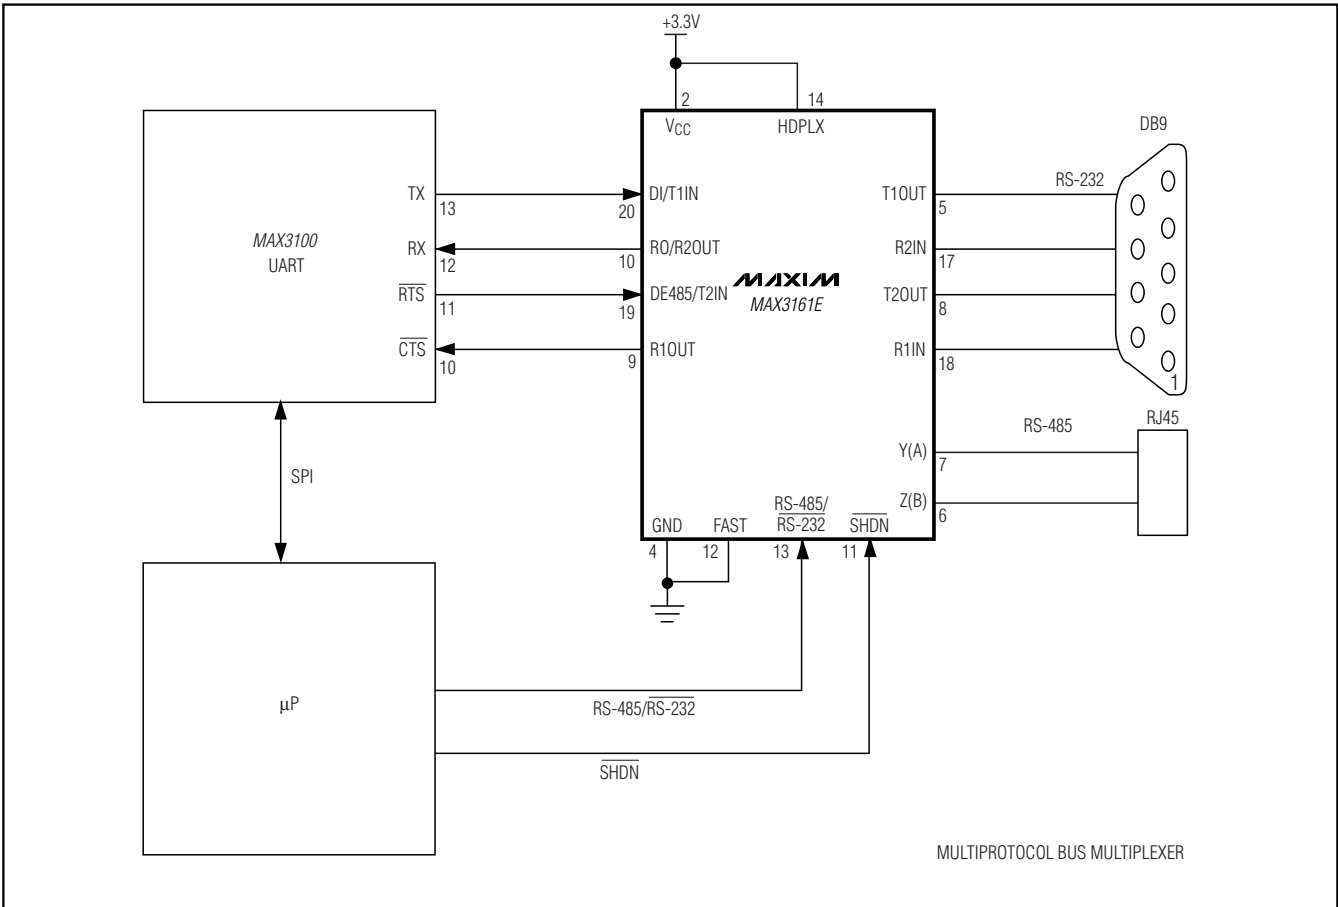 +3.3V
2
14
VCC
HDPLX
DB9
TX
13
DI/T1IN
20
T1OUT
5
RS-232
MAX3100
UART
RX
12
RO/R2OUT
10
R2IN
17
MAXIM
MAX3161E
RTS
11
DE485/T2IN
19
T2OUT
8
CTS
10
R1OUT
9
R1IN
18
1
RJ45
RS-485
Y(A)
7
SPI
Z(B)
6
GND
FAST
RS-485/
RS-232
SHDN
4
12
13
11
μP
RS-485/RS-232
SHDN
MULTIPROTOCOL BUS MULTIPLEXER